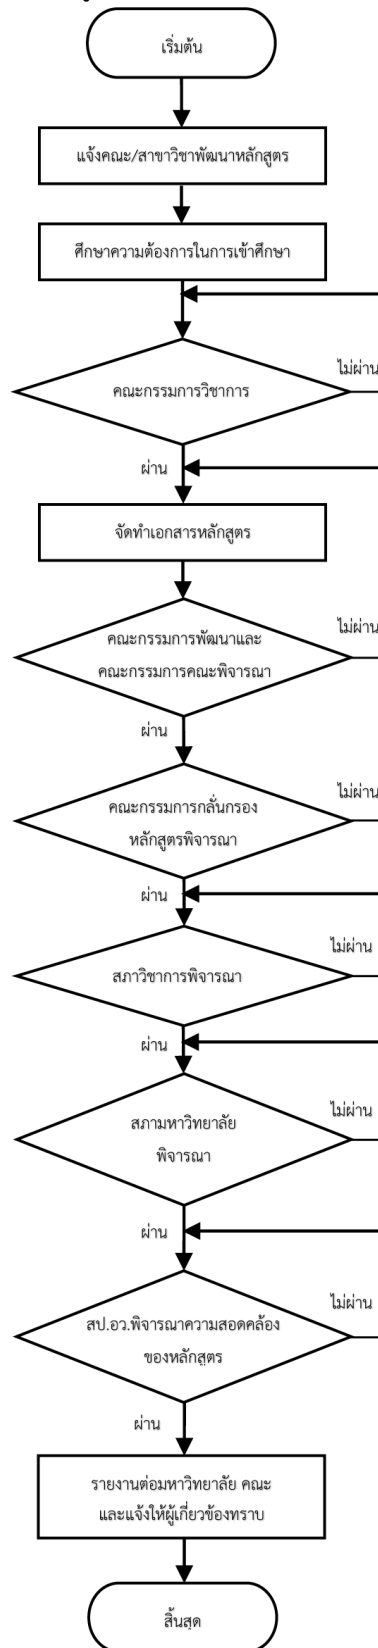 เริ่มต้น
แจ้งคณะ/สาขาวิชาพัฒนาหลักสูตร
ศึกษาความต้องการในการเข้าศึกษา
คณะกรรมการวิชาการ
ไม่ผ่าน
ผ่าน
จัดทำเอกสารหลักสูตร
คณะกรรมการพัฒนาและ
คณะกรรมการคณะพิจารณา
ไม่ผ่าน
ผ่าน
คณะกรรมการกลั่นกรอง
หลักสูตรพิจารณา
ไม่ผ่าน
ผ่าน
สภาวิชาการพิจารณา
ไม่ผ่าน
ผ่าน
สภามหาวิทยาลัย
พิจารณา
ไม่ผ่าน
ผ่าน
สป.อว.พิจารณาความสอดคล้อง
ของหลักสูตร
ไม่ผ่าน
ผ่าน
รายงานต่อมหาวิทยาลัย คณะ
และแจ้งให้ผู้เกี่ยวข้องทราบ
สิ้นสุด